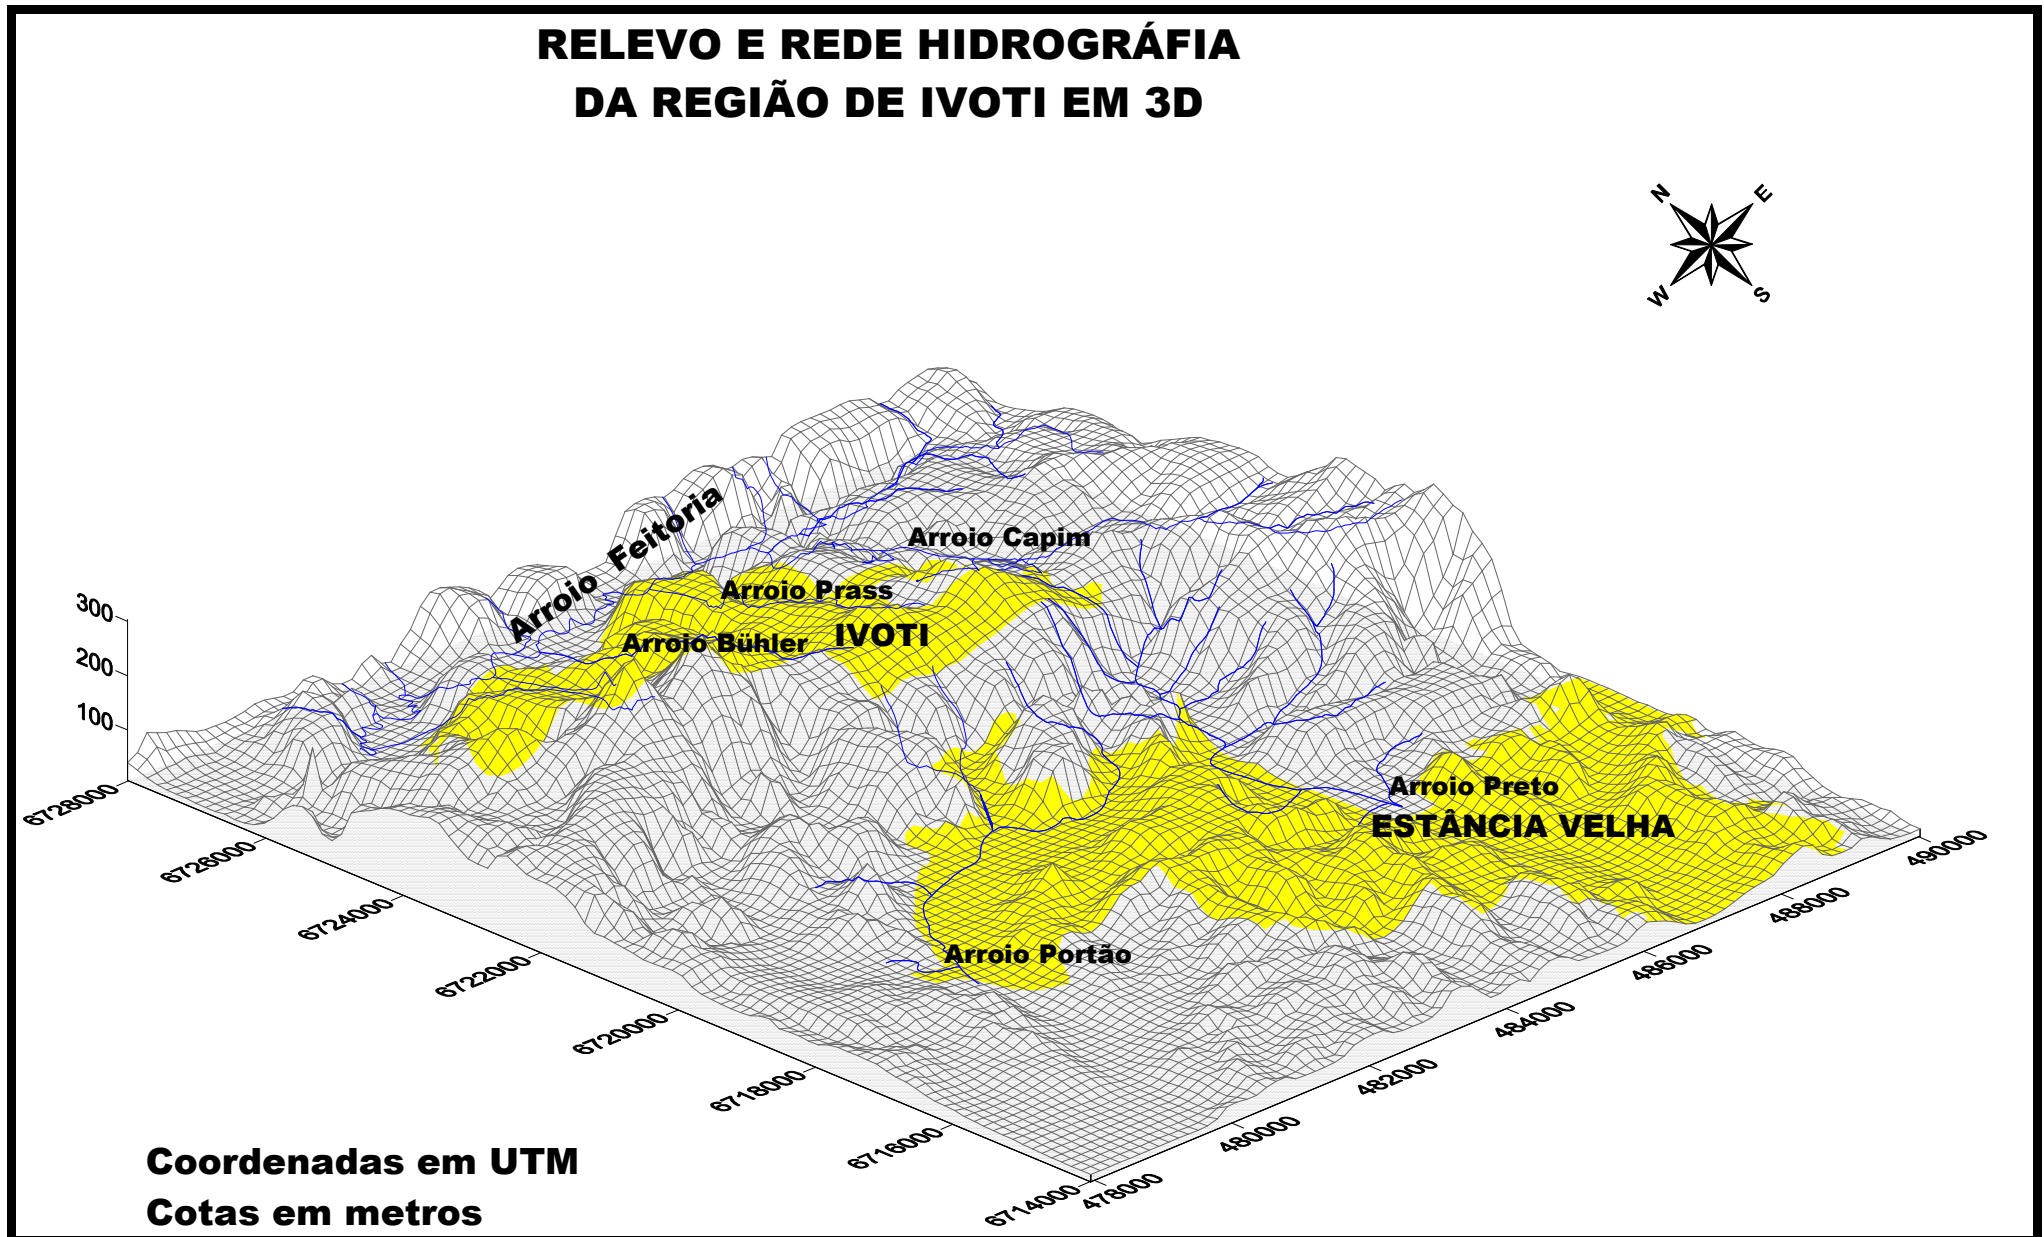 RELEVO E REDE HIDROGRÁFIA
DA REGIÃO DE IVOTI EM 3D
N
E
W
S
Arroio Feitoria
Arroio Capim
Arroio Prass
IVOTI
Arroio Bühler
300
200
100
Arroio Preto
ESTÂNCIA VELHA
Arroio Portão
6728000
6726000
6724000
6722000
6720000
6718000
6716000
6714000
478000
480000
482000
484000
486000
488000
490000
Coordenadas em UTM
Cotas em metros